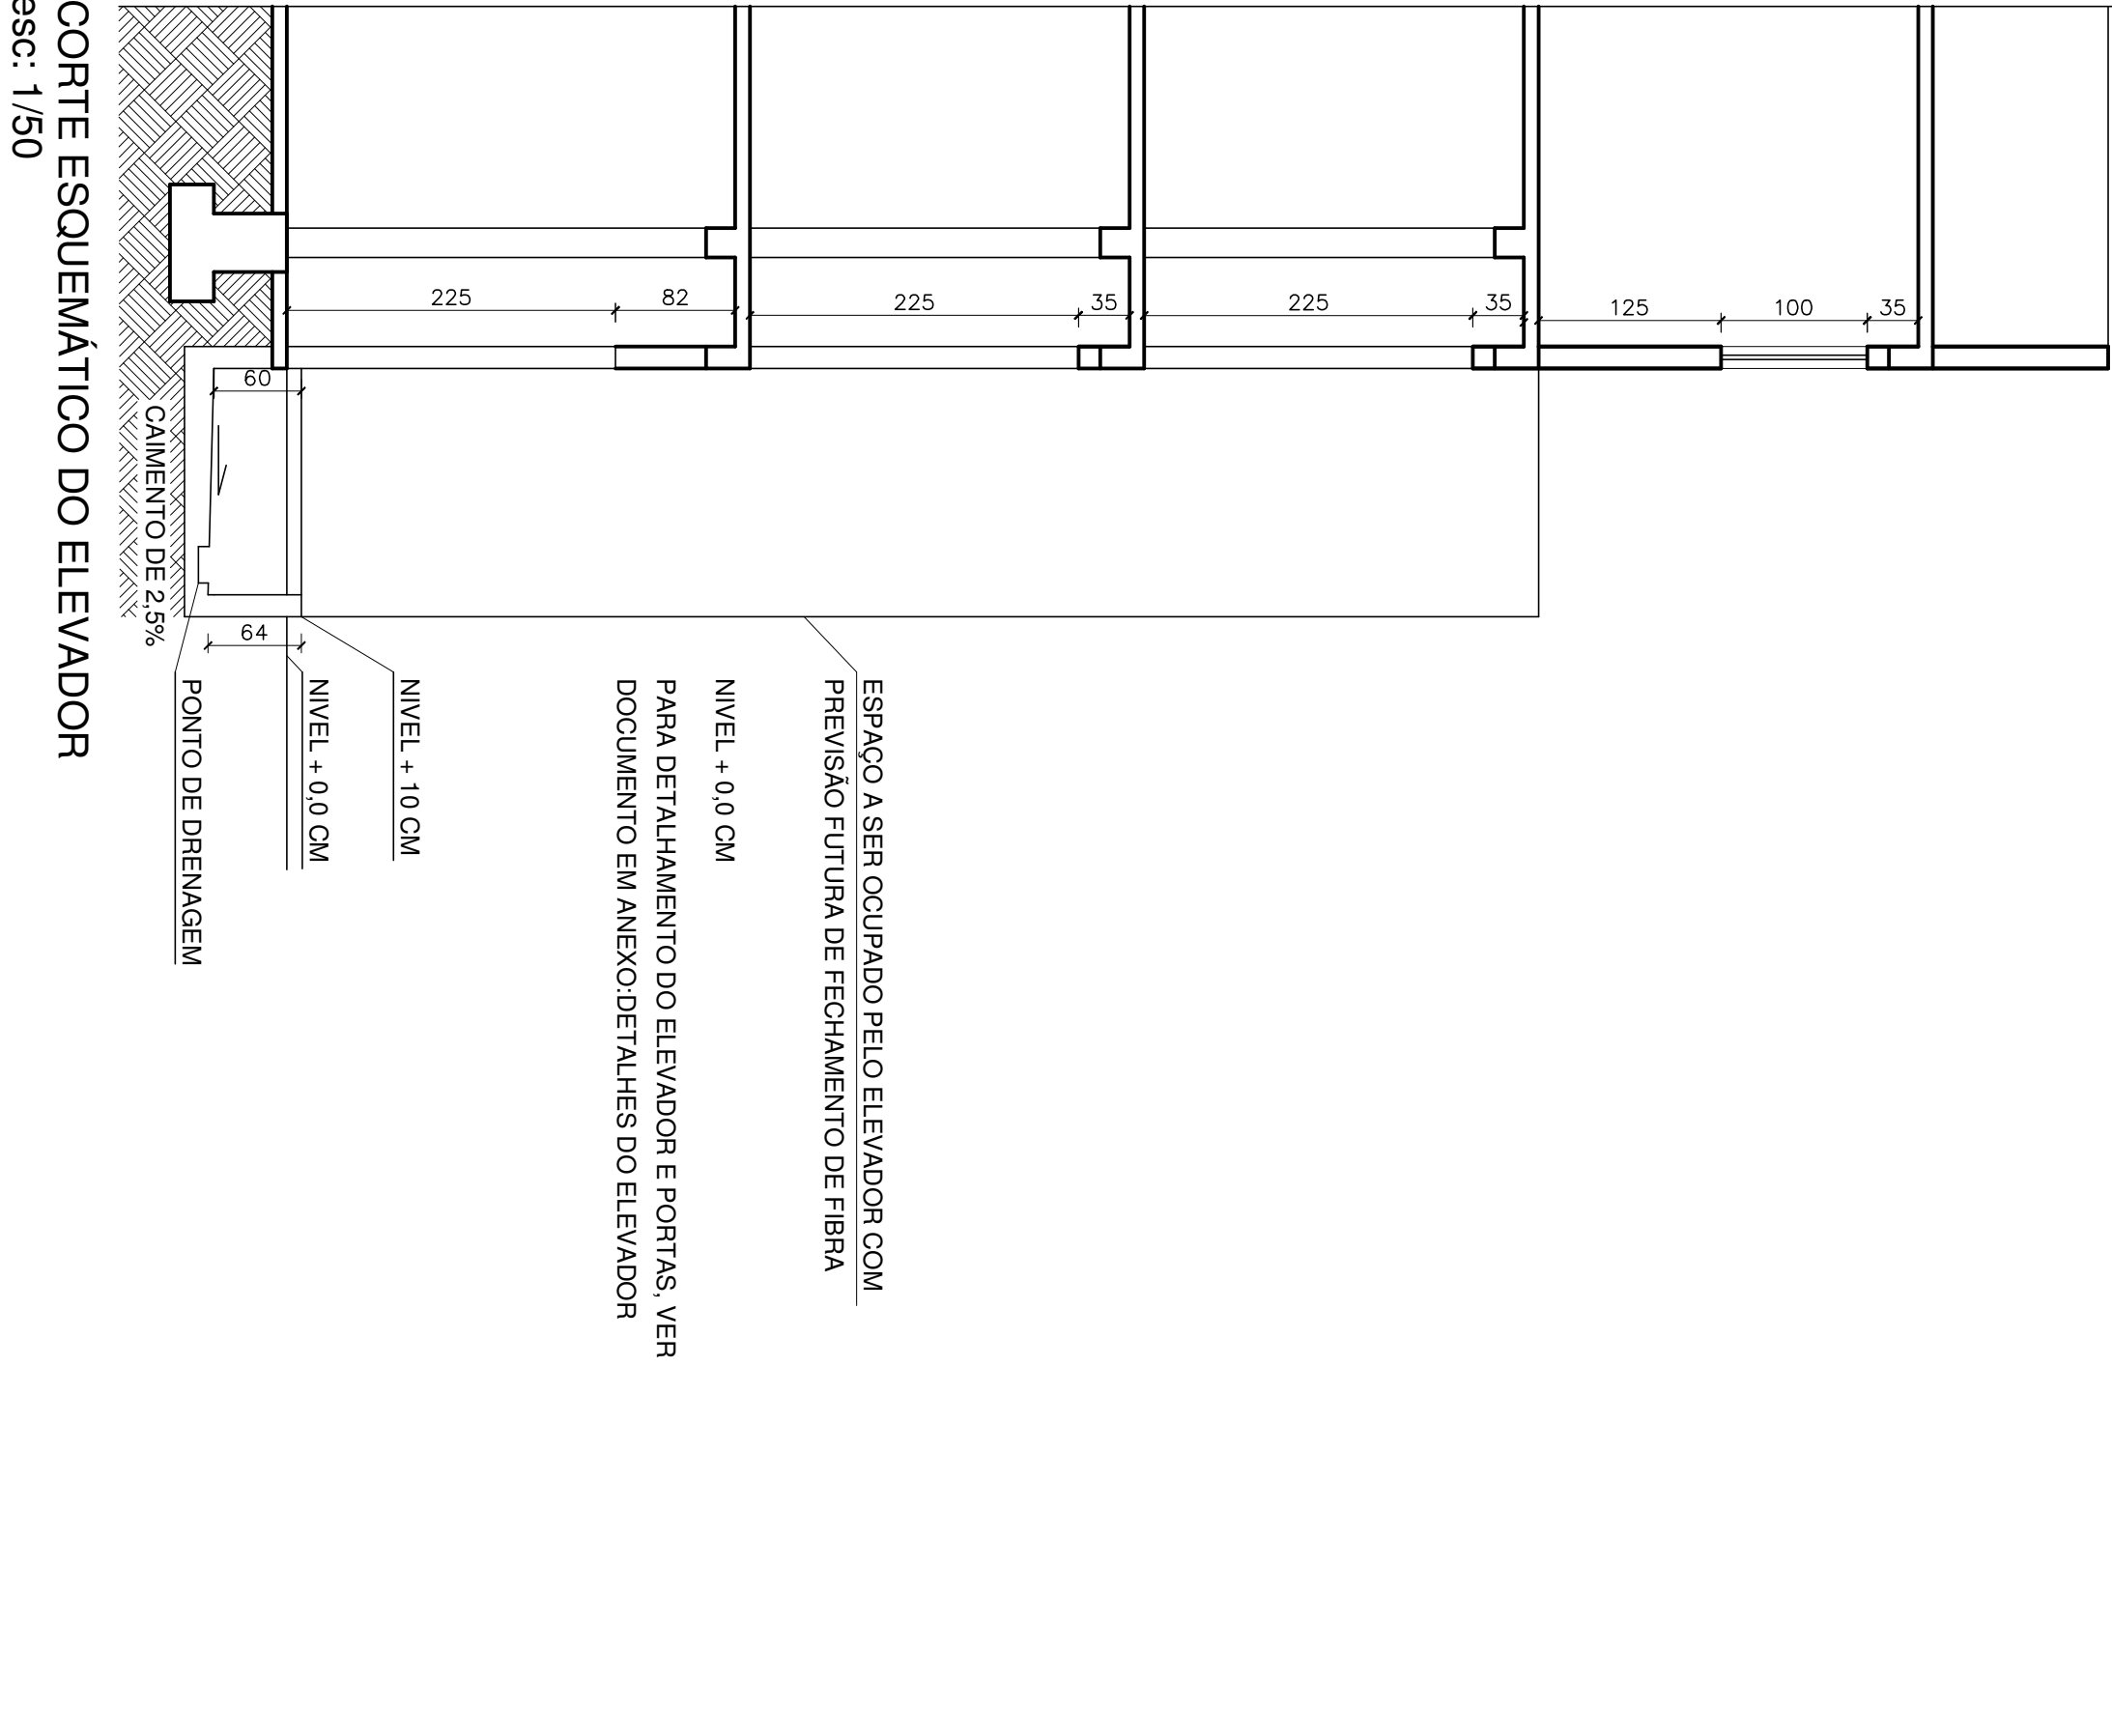 ESPAÇO A SER OCUPADO PELO ELEVADOR COM
PREVISÃO FUTURA DE FECHAMENTO DE FIBRA
NIVEL + 0,0 CM
PARA DETALHAMENTO DO ELEVADOR E PORTAS, VER
DOCUMENTO EM ANEXO:DETALHES DO ELEVADOR
NIVEL + 10 CM
NIVEL + 0,0 CM
PONTO DE DRENAGEM
CAIMENTO DE 2,5%
225
82
225
35
225
35
125
100
35
60
64
CORTE ESQUEMÁTICO DO ELEVADOR
esc: 1/50